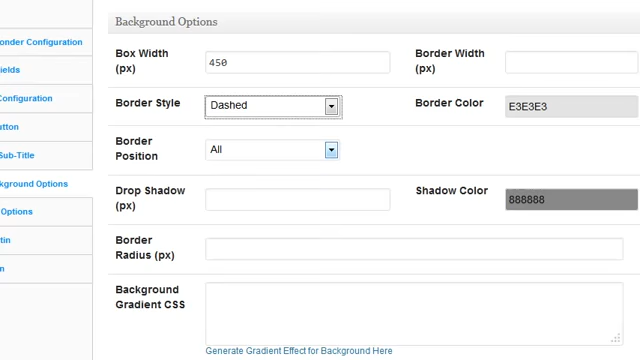 Background Options
onder Configuration
ields
Configuration
utton
Sub-Title
kground Options
Options
tin
n
Box Width
(px)
450
Border Width
(px)
Border Style
Dashed
Border Color
E3E3E3
Border
Position
All
Drop Shadow
(px)
Shadow Color
888888
Border
Radius (px)
Background
Gradient CSS
Generate Gradient Effect for Background Here